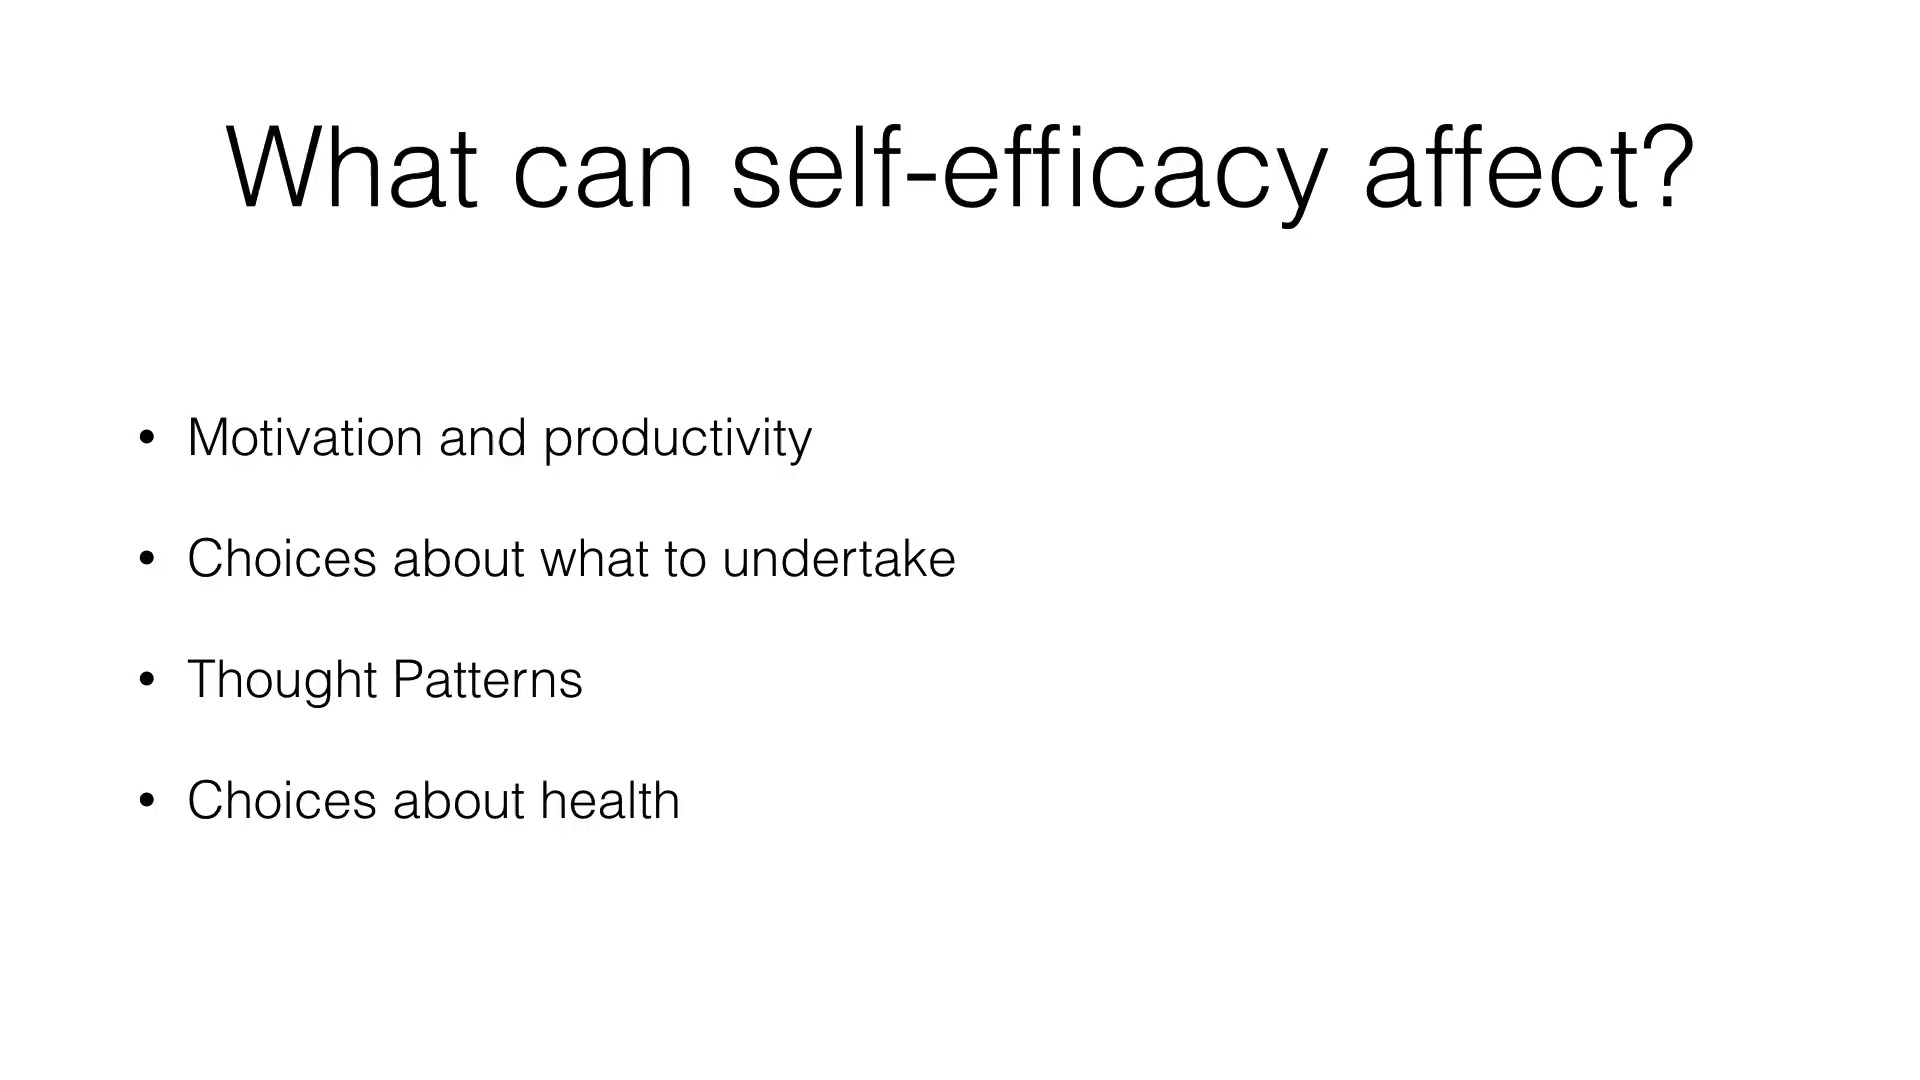 What can self-efficacy affect?
• Motivation and productivity
• Choices about what to undertake
• Thought Patterns
• Choices about health